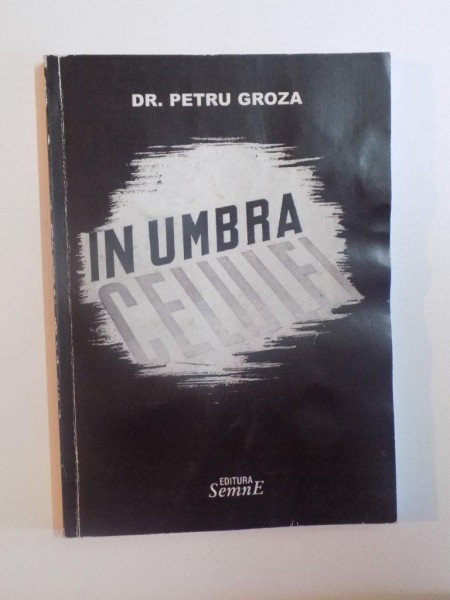 DR. PETRU GROZA
IN UMBRA
CELULEI
EDITURA
SemnE